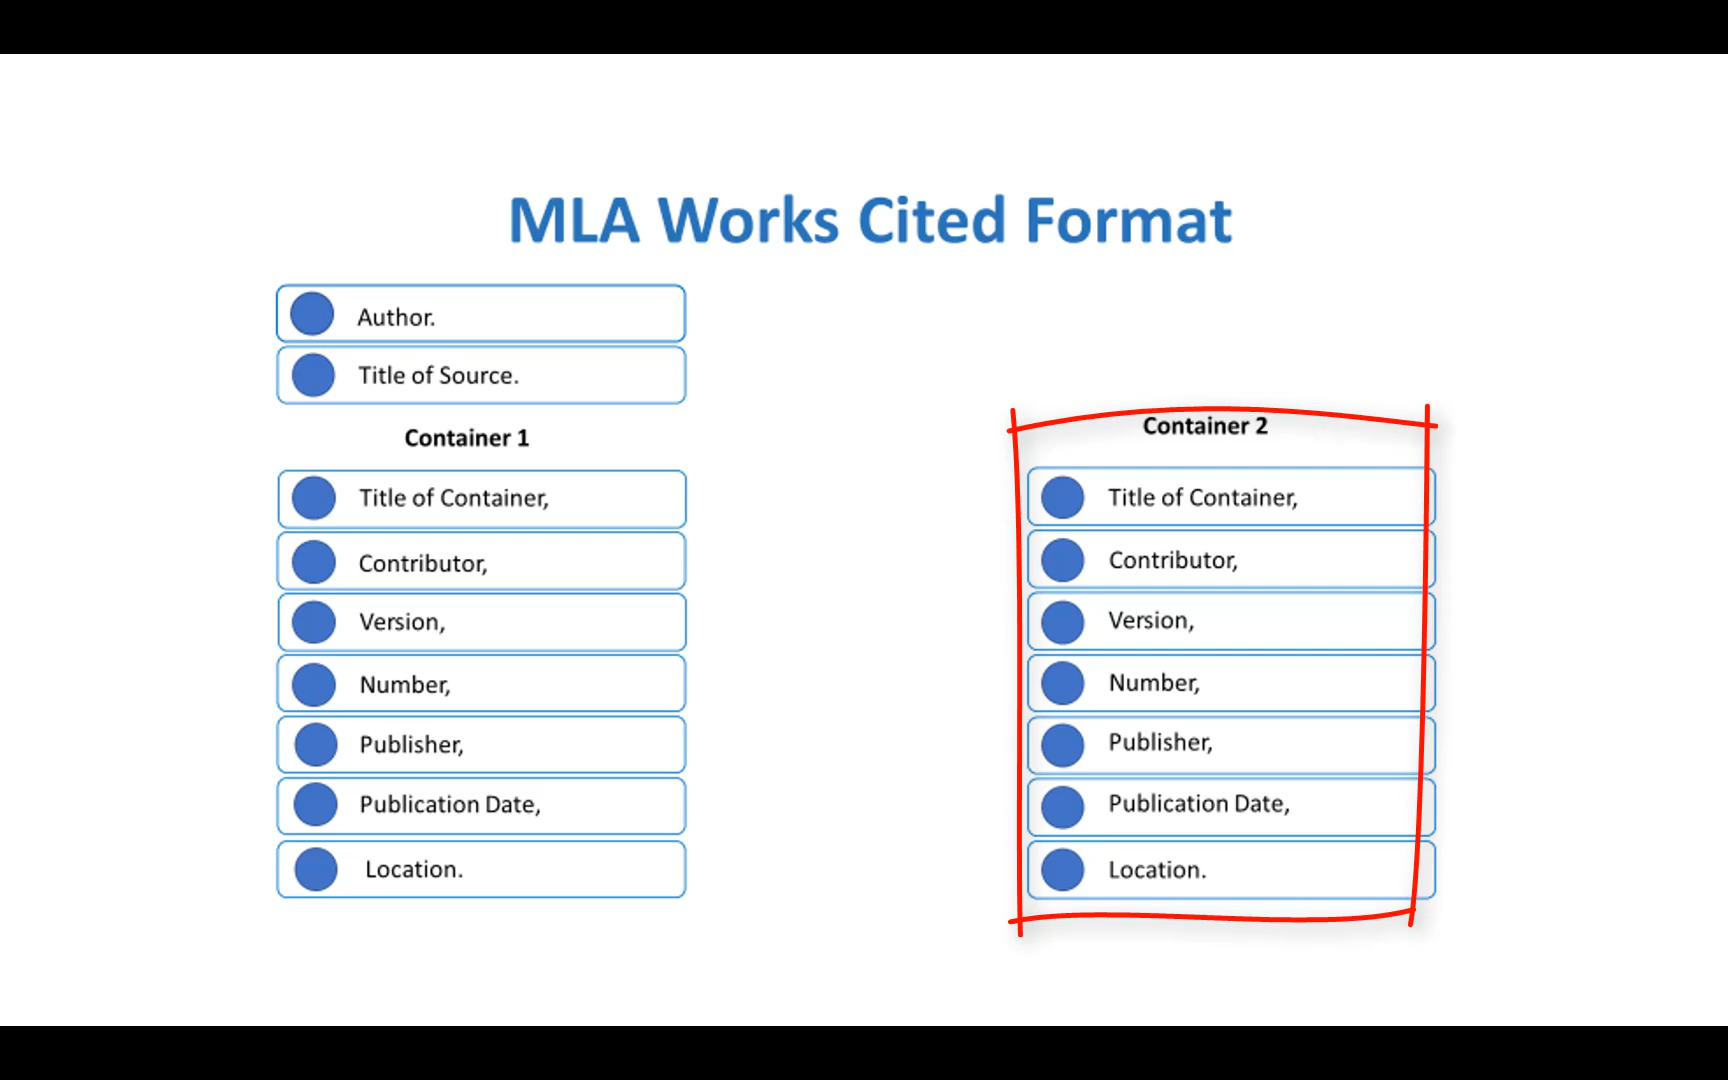 MLA Works Cited Format
Author.
Title of Source.
Container 1
Title of Container,
Contributor,
Version,
Number,
Publisher,
Publication Date,
Location.
Container 2
Title of Container,
Contributor,
Version,
Number,
Publisher,
Publication Date,
Location.